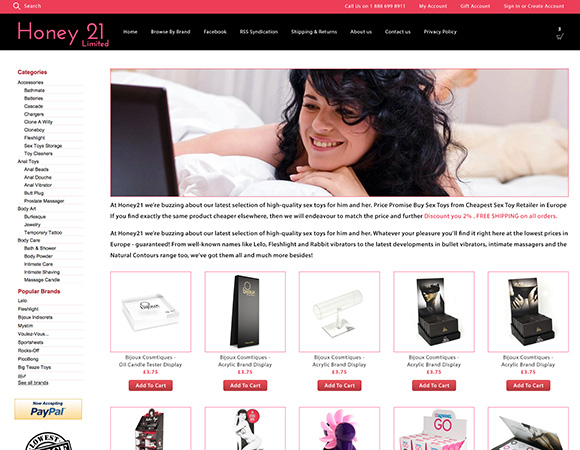 Search
Call Us on 1 888 699 8911
My Account
Gift Account
Sign In or Create Account
Honey 21
Limited
Home
Browse By Brand
Facebook
RSS Syndication
Shipping & Returns
About us
Contact us
Privacy Policy
3
Categories
Accessories
Bathmate
Batteries
Cascade
Chargers
Clone A Willy
Cloneboy
Fleshlight
Sex Toys Storage
Toy Cleaners
Anal Toys
Anal Beads
Anal Douche
Anal Vibrator
Butt Plug
Prostate Massager
Body Art
Burlesque
Jewelry
Temporary Tattoo
Body Care
Bath & Shower
Body Powder
Intimate Care
Intimate Shaving
Massage Candle
Popular Brands
Lelo
Fleshlight
Bijoux Indiscrets
Mystim
Voulez-Vous...
Sportsheets
Rocks-Off
PicoBong
Big Teaze Toys
See all brands
Now Accepting
PayPal
LOWEST
At Honey21 we're buzzing about our latest selection of high-quality sex toys for him and her. Price Promise Buy Sex Toys from Cheapest Sex Toy Retailer in Europe
If you find exactly the same product cheaper elsewhere, then we will endeavour to match the price and further Discount you 2% , FREE SHIPPING on all orders.
At Honey21 we're buzzing about our latest selection of high-quality sex toys for him and her. Whatever your pleasure you'll find it right here at the lowest prices in
Europe - guaranteed! From well-known names like Lelo, Fleshlight and Rabbit vibrators to the latest developments in bullet vibrators, intimate massagers and the
Natural Contours range too, we've got them all and much more besides!
Bijoux Cosmtiques -
Oil Candle Tester Display
£3.75
Add To Cart
Bijoux Cosmtiques -
Acrylic Brand Display
£3.75
Add To Cart
Bijoux Cosmtiques -
Acrylic Brand Display
£3.75
Add To Cart
Bijoux Cosmtiques -
Acrylic Brand Display
£3.75
Add To Cart
Bijoux Cosmtiques -
Acrylic Brand Display
£3.75
Add To Cart
GO